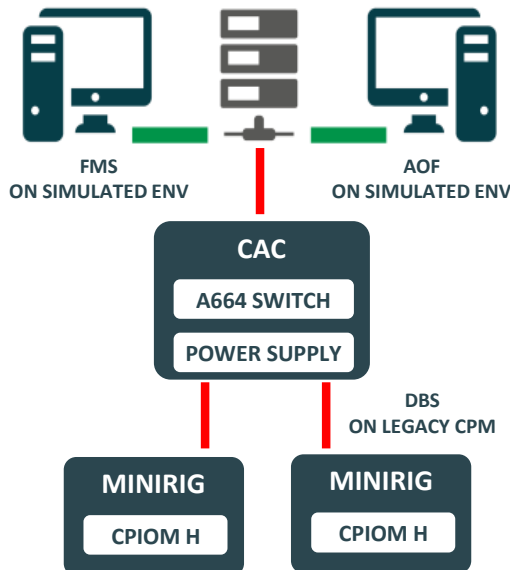 FMS
ON SIMULATED ENV
AOF
ON SIMULATED ENV
CAC
A664 SWITCH
POWER SUPPLY
DBS
ON LEGACY CPM
MINIRIG
CPIOM H
MINIRIG
CPIOM H